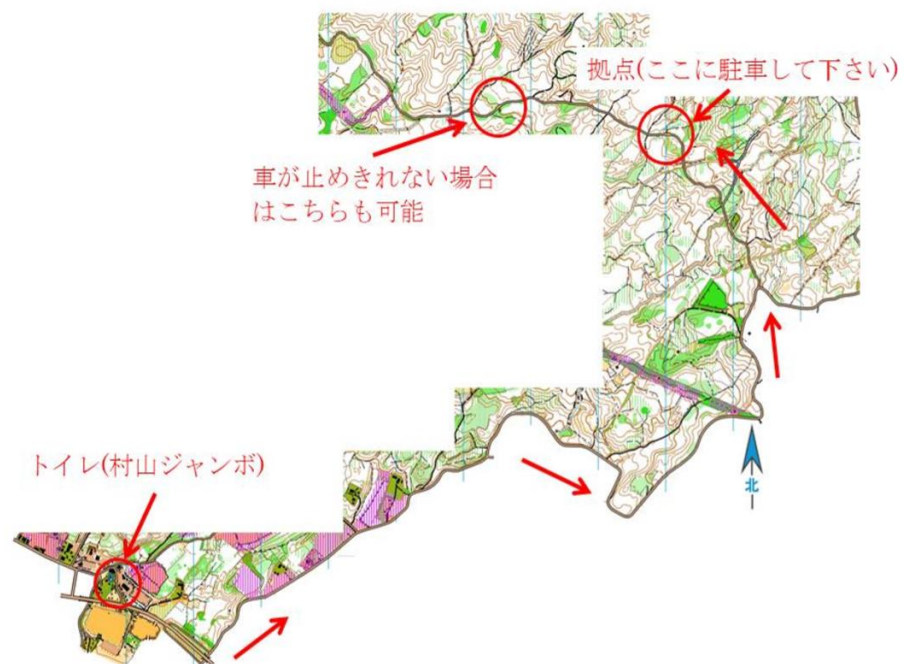 拠点(ここに駐車して下さい)
車が止めきれない場合
はこちらも可能
トイレ(村山ジャンボ)
北